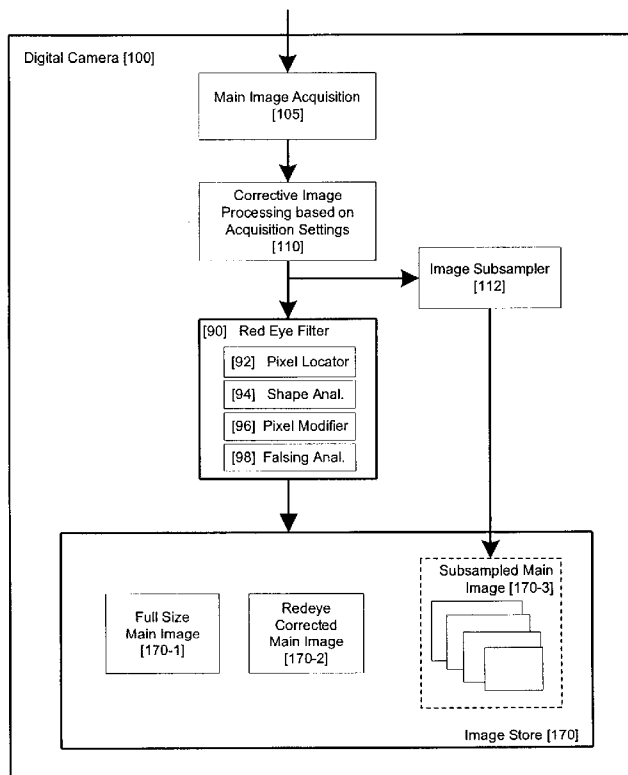 Digital Camera [100]
Main Image Acquisition
[105]
Corrective Image
Processing based on
Acquisition Settings
[110]
Image Subsampler
[112]
[90] Red Eye Filter
[92] Pixel Locator
[94] Shape Anal.
[96] Pixel Modifier
[98] Falsing Anal.
Subsampled Main
Image [170-3]
Full Size
Main Image
[170-1]
Redeye
Corrected
Main Image
[170-2]
Image Store [170]